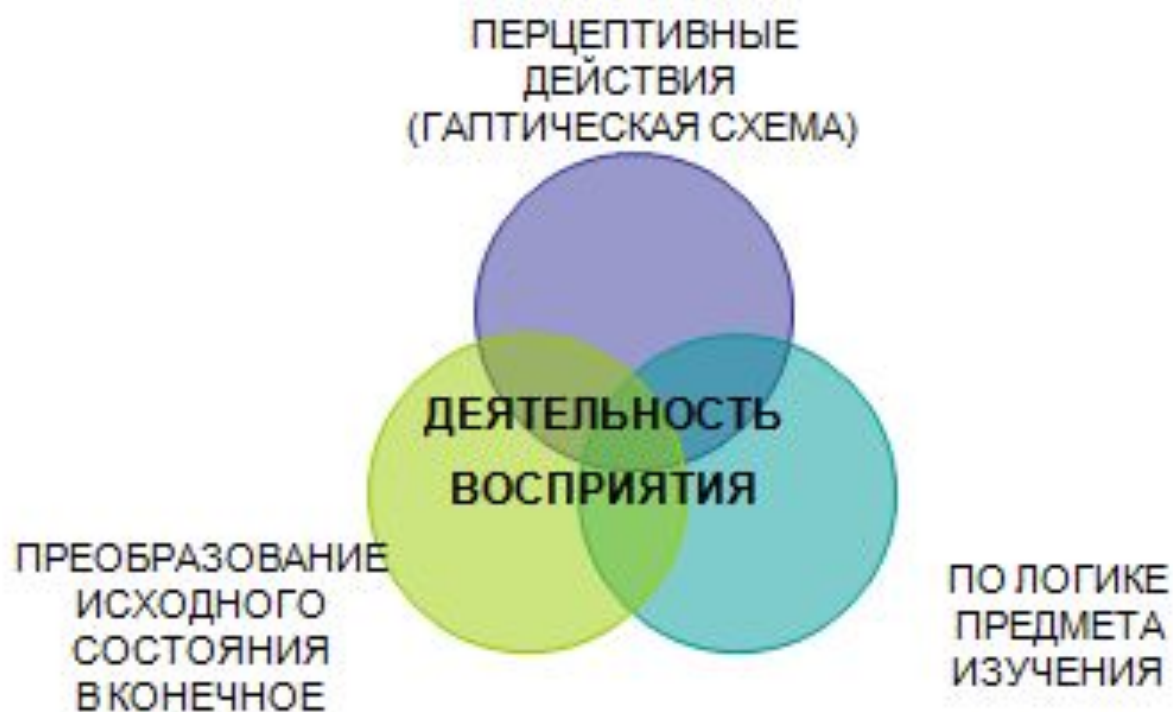 ПЕРЦЕПТИВНЫЕ
ДЕЙСТВИЯ
(ГАПТИЧЕСКАЯ СХЕМА)
ДЕЯТЕЛЬНОСТЬ
ВОСПРИЯТИЯ
ПРЕОБРАЗОВАНИЕ
ИСХОДНОГО
СОСТОЯНИЯ
В КОНЕЧНОЕ
ПО ЛОГИКЕ
ПРЕДМЕТА
ИЗУЧЕНИЯ